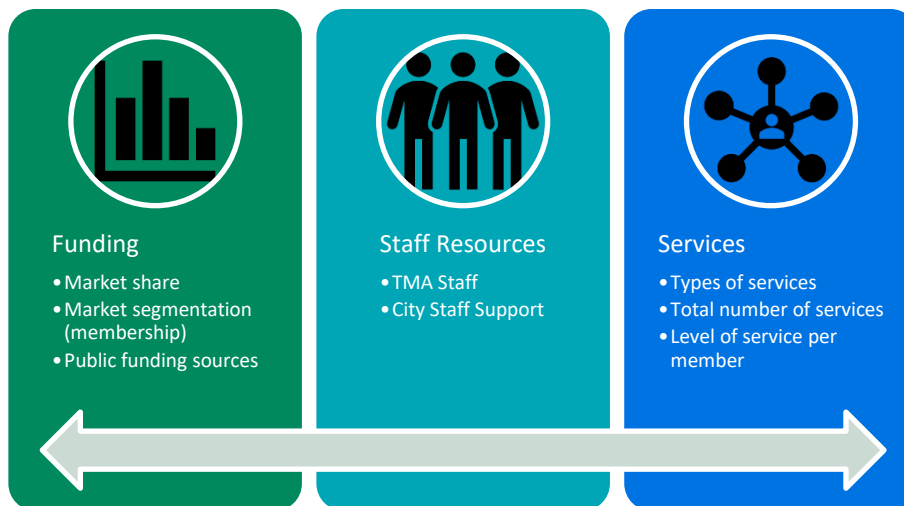 Funding
•Market share
•Market segmentation
(membership)
•Public funding sources
Staff Resources
•TMA Staff
•City Staff Support
Services
•Types of services
•Total number of services
•Level of service per
member